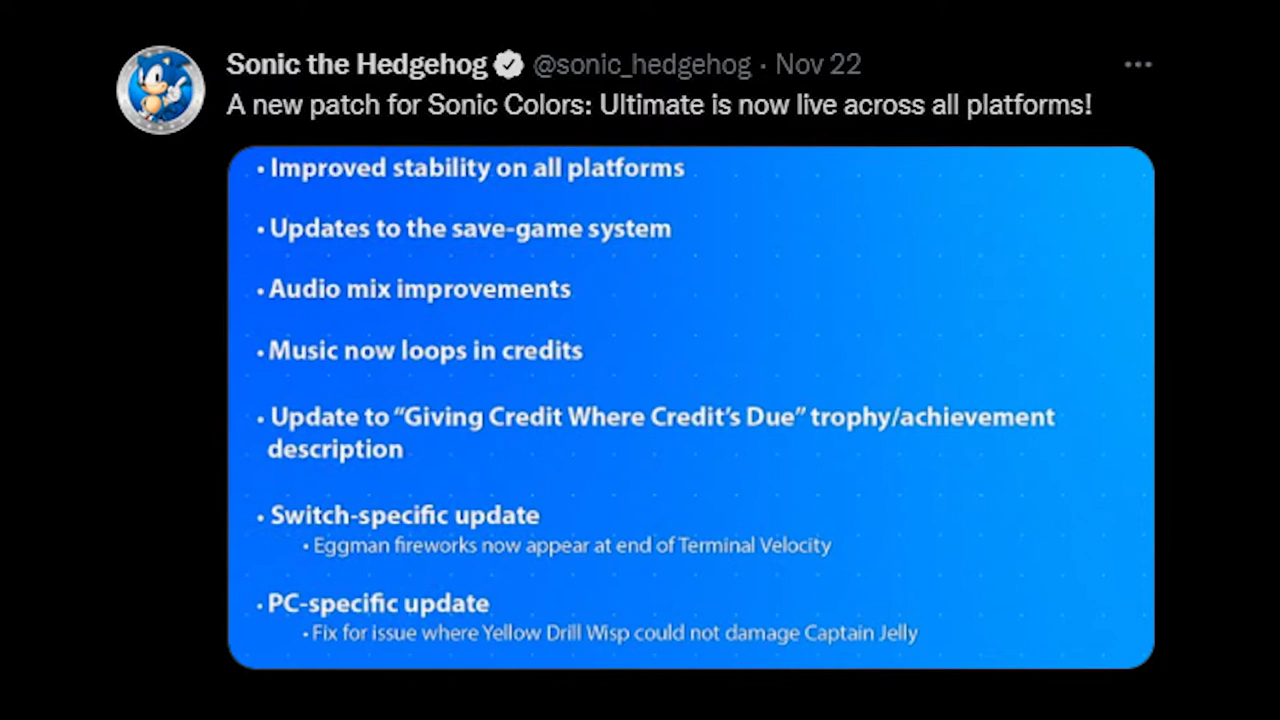 Sonic the Hedgehog @sonic_hedgehog · Nov 22
A new patch for Sonic Colors: Ultimate is now live across all platforms!
• Improved stability on all platforms
• Updates to the save-game system
• Audio mix improvements
• Music now loops in credits
• Update to “Giving Credit Where Credit’s Due” trophy/achievement
description
• Switch-specific update
• Eggman fireworks now appear at end of Terminal Velocity
• PC-specific update
• Fix for issue where Yellow Drill Wisp could not damage Captain Jelly